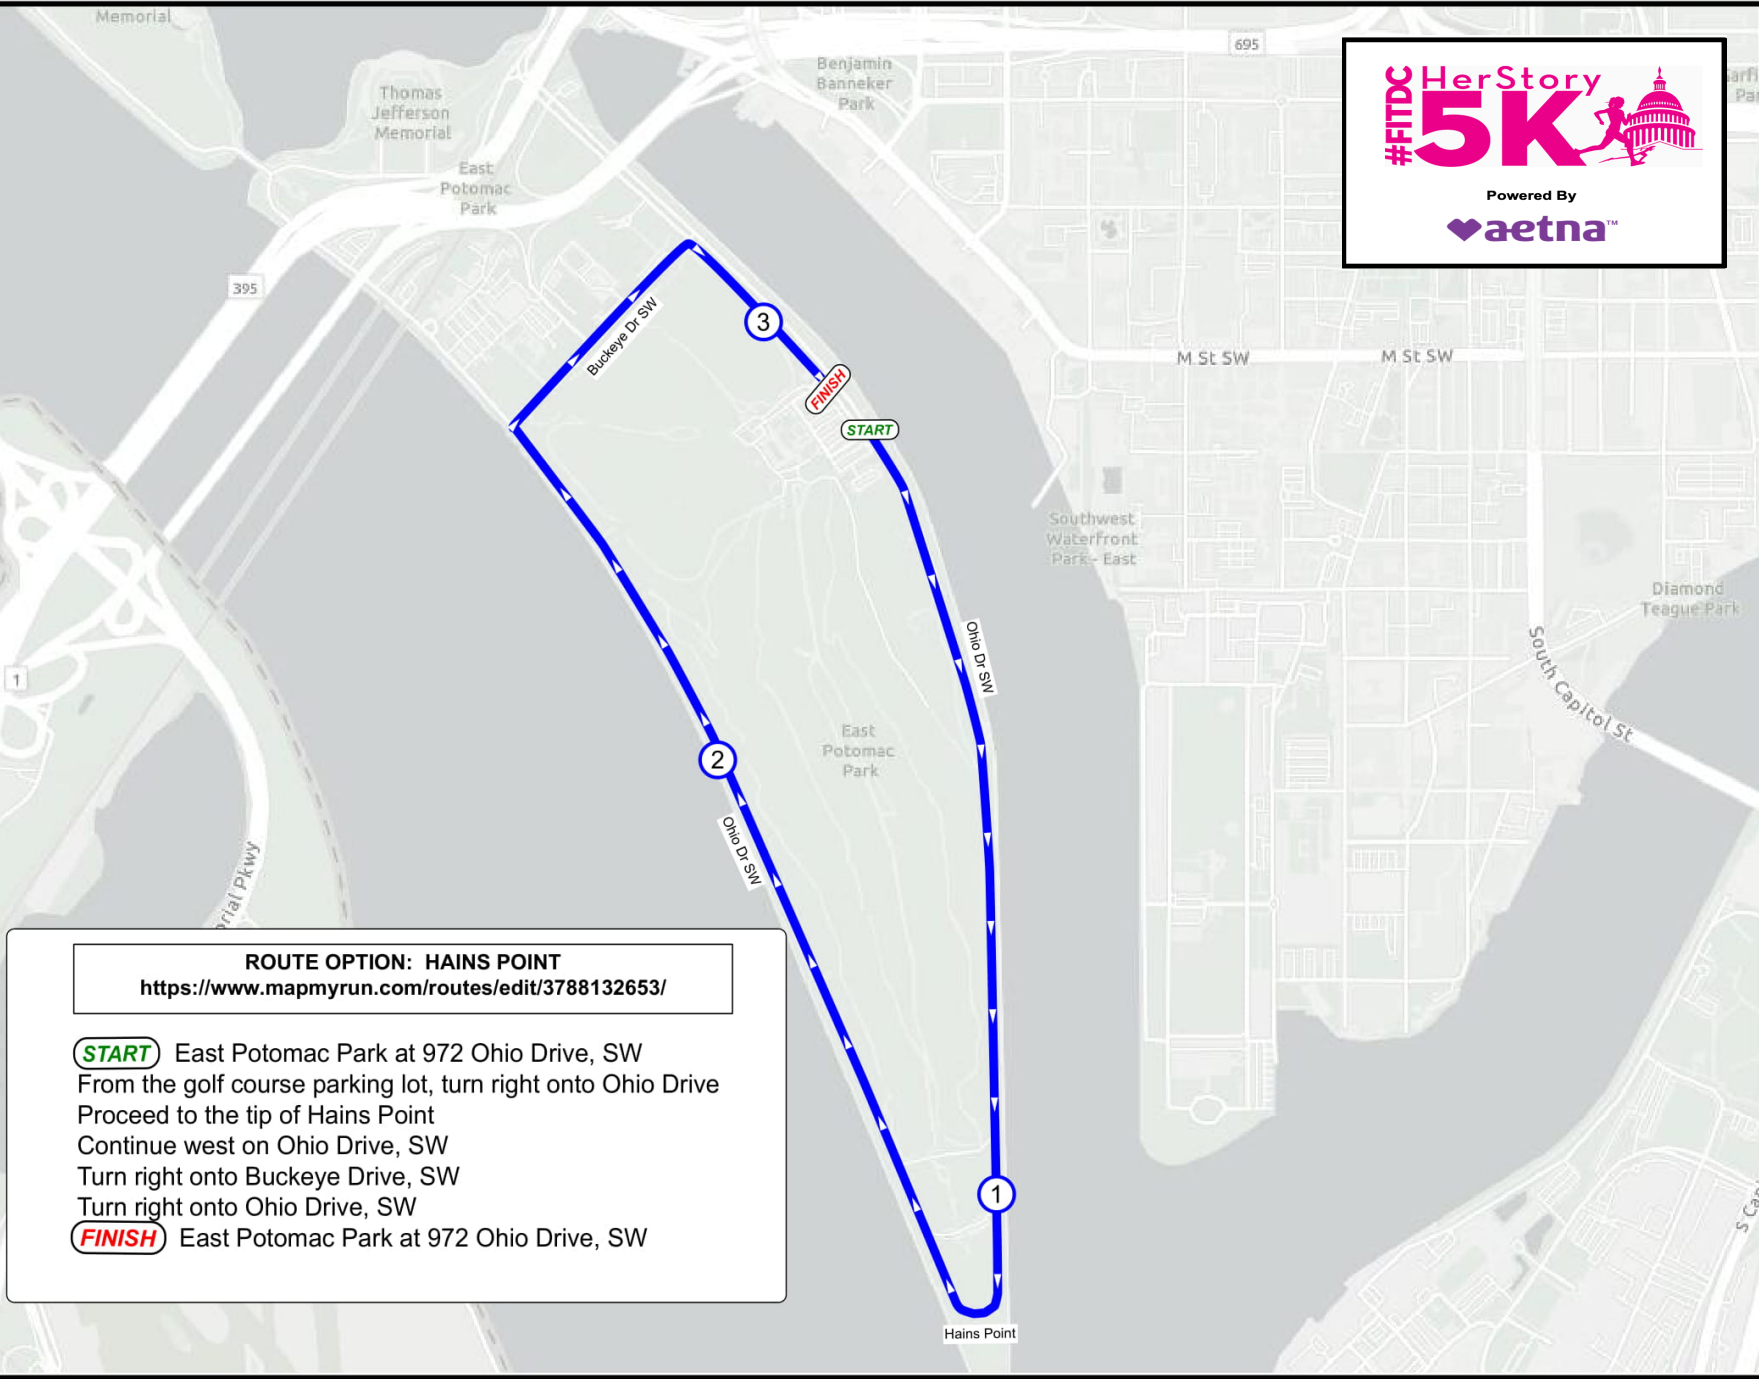 Memorial
695
Benjamin
Banneker
Park
Thomas
Jefferson
Memorial
East
Potomac
Park
395
#FITDC
HerStory
5K
Powered By
aetna™
Buckeye Dr SW
3
FINISH
START
M St SW
M St SW
Southwest
Waterfront
Park - East
Diamond
Teague Park
Ohio Dr SW
South Capitol St
1
East
Potomac
Park
2
Ohio Dr SW
1
Hains Point
ROUTE OPTION: HAINS POINT
https://www.mapmyrun.com/routes/edit/3788132653/
START East Potomac Park at 972 Ohio Drive, SW
From the golf course parking lot, turn right onto Ohio Drive
Proceed to the tip of Hains Point
Continue west on Ohio Drive, SW
Turn right onto Buckeye Drive, SW
Turn right onto Ohio Drive, SW
FINISH East Potomac Park at 972 Ohio Drive, SW